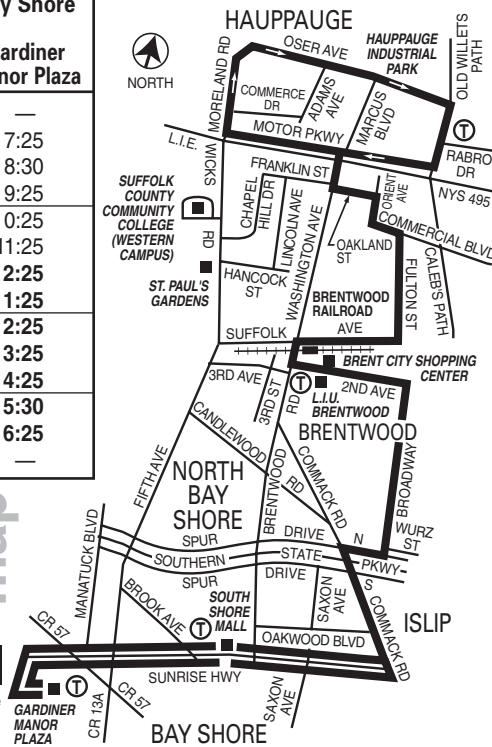 y Shore
ardiner
nor Plaza
—
7:25
8:30
9:25
0:25
11:25
2:25
1:25
2:25
3:25
4:25
5:30
6:25
—
map
NORTH
HAUPPAUGE
OSER AVE
HAUPPAUGE
INDUSTRIAL
PARK
OLD WILLETS
PATH
MORELAND RD
COMMERCE
DR
ADAMS
AVE
MARCUS
BLVD
MOTOR PKWY
T
RABRO
DR
L.I.E.
WICKS
RD
FRANKLIN ST
NYS 495
SUFFOLK
COUNTY
COMMUNITY
COLLEGE
(WESTERN
CAMPUS)
CHAPEL
HILL DR
LINCOLN AVE
WASHINGTON AVE
ORIENT
AVE
COMMERCIAL BLVD
OAKLAND
ST
ST. PAUL'S
GARDENS
HANCOCK
ST
BRENTWOOD
RAILROAD
AVE
FULTON ST
CALEB'S PATH
SUFFOLK
BRENT CITY SHOPPING
CENTER
3RD AVE
3RD ST
T
RD
L.I.U.
BRENTWOOD
2ND AVE
BRENTWOOD
CANDLEWOOD
RD
FIFTH AVE
NORTH
BAY
SHORE
BRENTWOOD
COMMACK RD
BROADWAY
WURZ
ST
MANATUCK BLVD
SPUR
DRIVE
N
SOUTHERN
STATE
PKWY
SPUR
DRIVE
S
BROOK AVE
SOUTH
SHORE
MALL
SAXON
AVE
COMMACK RD
ISLIP
T
OAKWOOD BLVD
CR 57
SUNRISE HWY
T
GARDINER
MANOR
PLAZA
CR 13A
CR 57
SAXON
AVE
BAY SHORE